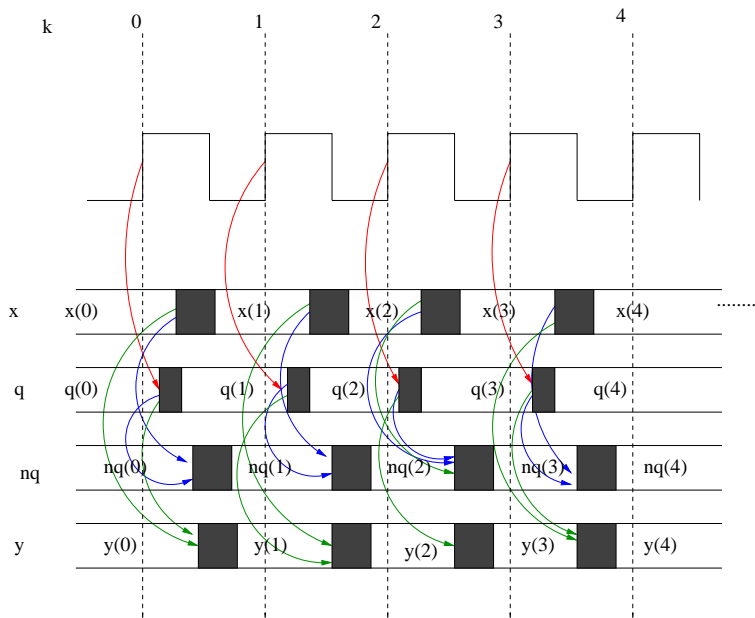 k 0 1 2 3 4
x x(0) x(1) x(2) x(3) x(4) ........
q q(0) q(1) q(2) q(3) q(4)
nq nq(0) nq(1) nq(2) nq(3) nq(4)
y y(0) y(1) y(2) y(3) y(4)